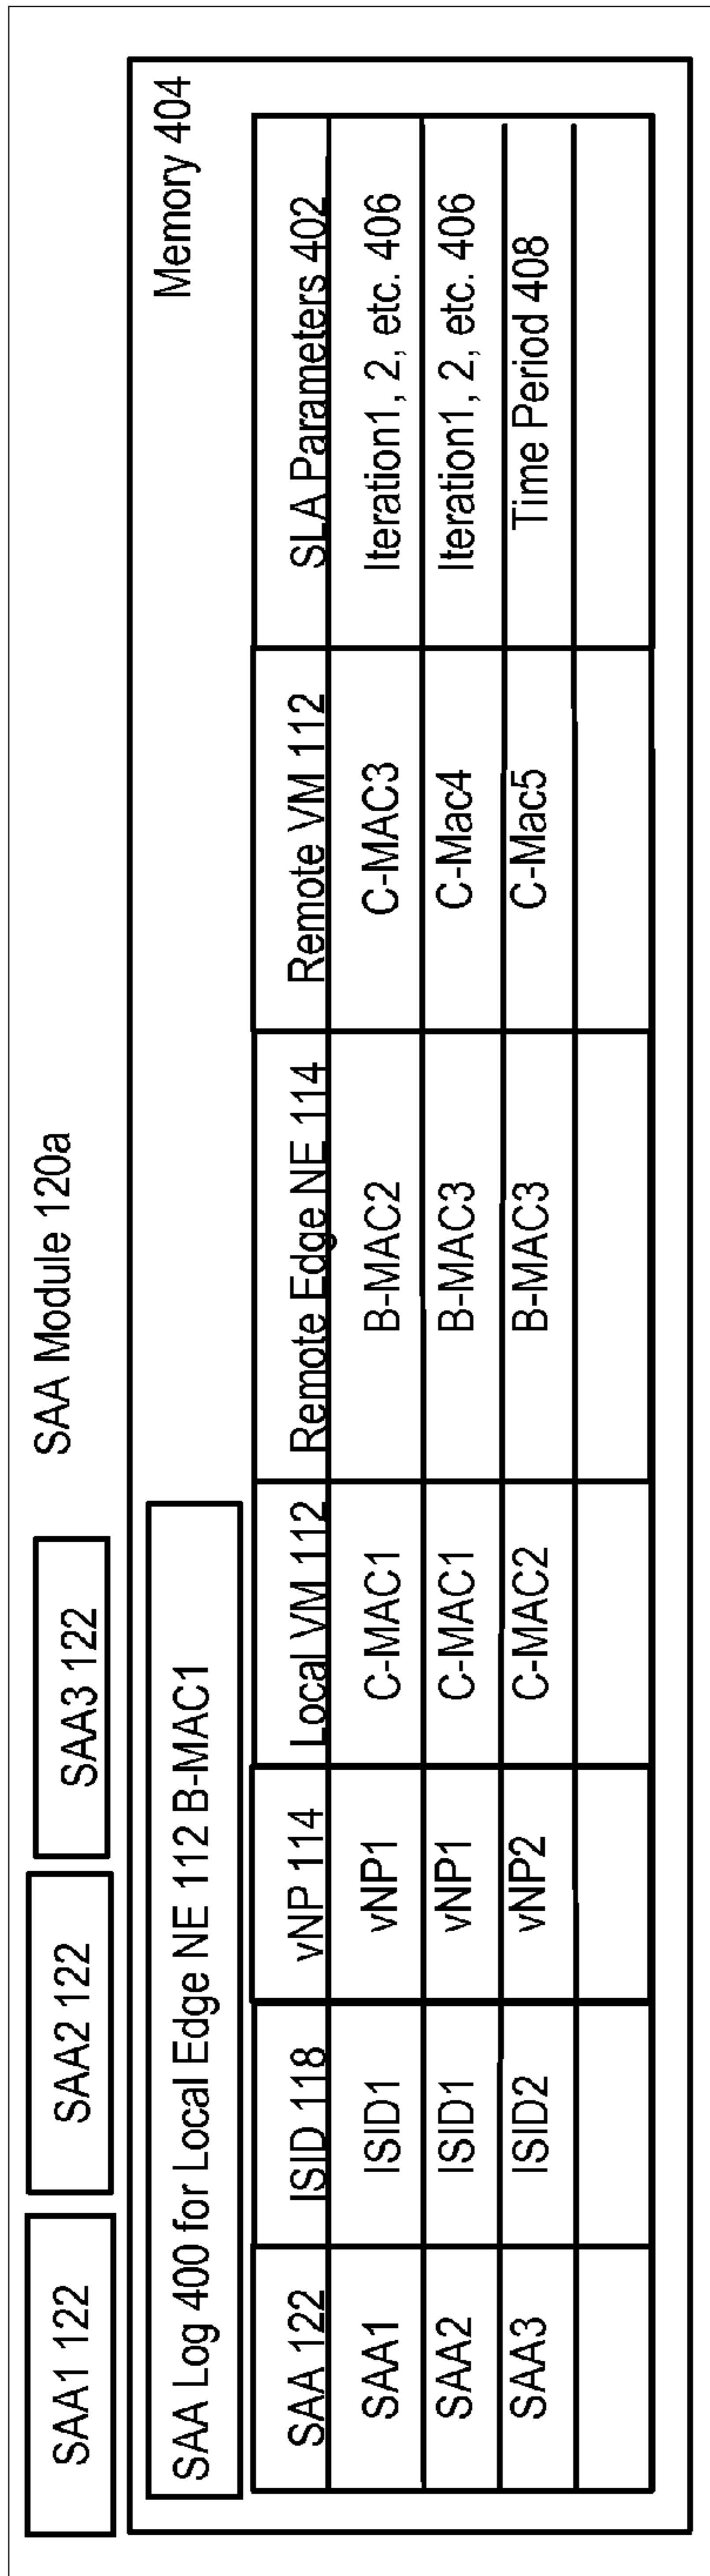 SAA1 122
SAA2 122
SAA3 122
SAA Module 120a
Memory 404
SAA Log 400 for Local Edge NE 112 B-MAC1
SAA 122 ISID 118 vNP 114 Local VM 112 Remote Edge NE 114 Remote VM 112 SLA Parameters 402
SAA1 ISID1 vNP1 C-MAC1 B-MAC2 C-MAC3 Iteration1, 2, etc. 406
SAA2 ISID1 vNP1 C-MAC1 B-MAC3 C-Mac4 Iteration1, 2, etc. 406
SAA3 ISID2 vNP2 C-MAC2 B-MAC3 C-Mac5 Time Period 408